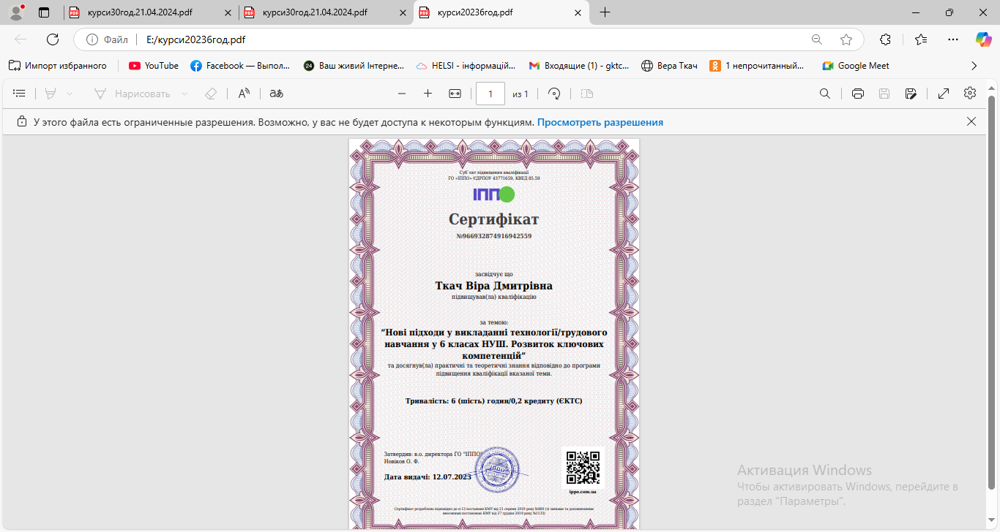 курси30год.21.04.2024.pdf
курси30год.21.04.2024.pdf
курси20236год.pdf
Файл
E:/курси20236год.pdf
Импорт избранного
YouTube
Facebook — Выпол...
24
Ваш живий Інтерне...
HELSI - інформацій...
Входящие (1) - gktc...
Вера Ткач
1 непрочитанный...
Google Meet
Нарисовать
1
из 1
У этого файла есть ограниченные разрешения. Возможно, у вас не будет доступа к некоторым функциям. Просмотреть разрешения
Суб`єкт підвищення кваліфікації
ГО «ІППО» ЄДРПОУ 43771659, КВЕД 85.59
ІППО
Сертифікат
№966932874916942559
засвідчує що
Ткач Віра Дмитрівна
підвищував(ла) кваліфікацію
за темою:
“Нові підходи у викладанні технології/трудового
навчання у 6 класах НУШ. Розвиток ключових
компетенцій”
та досягнув(ла) практичні та теоретичні знання відповідно до програми
підвищення кваліфікації вказаної теми.
Тривалість: 6 (шість) годин/0,2 кредиту (ЄКТС)
Затвердив: в.о. директора ГО "ІППО"
Новіков О. Ф.
Дата видачі: 12.07.2023
ІППО
ippo.com.ua
Сертифікат розроблено відповідно до п-13 постанови КМУ від 21 серпня 2019 року №800 (зі змінами та доповненнями
внесеними постановою КМУ від 27 грудня 2019 року №1133)
Активация Windows
Чтобы активировать Windows, перейдите в
раздел "Параметры".